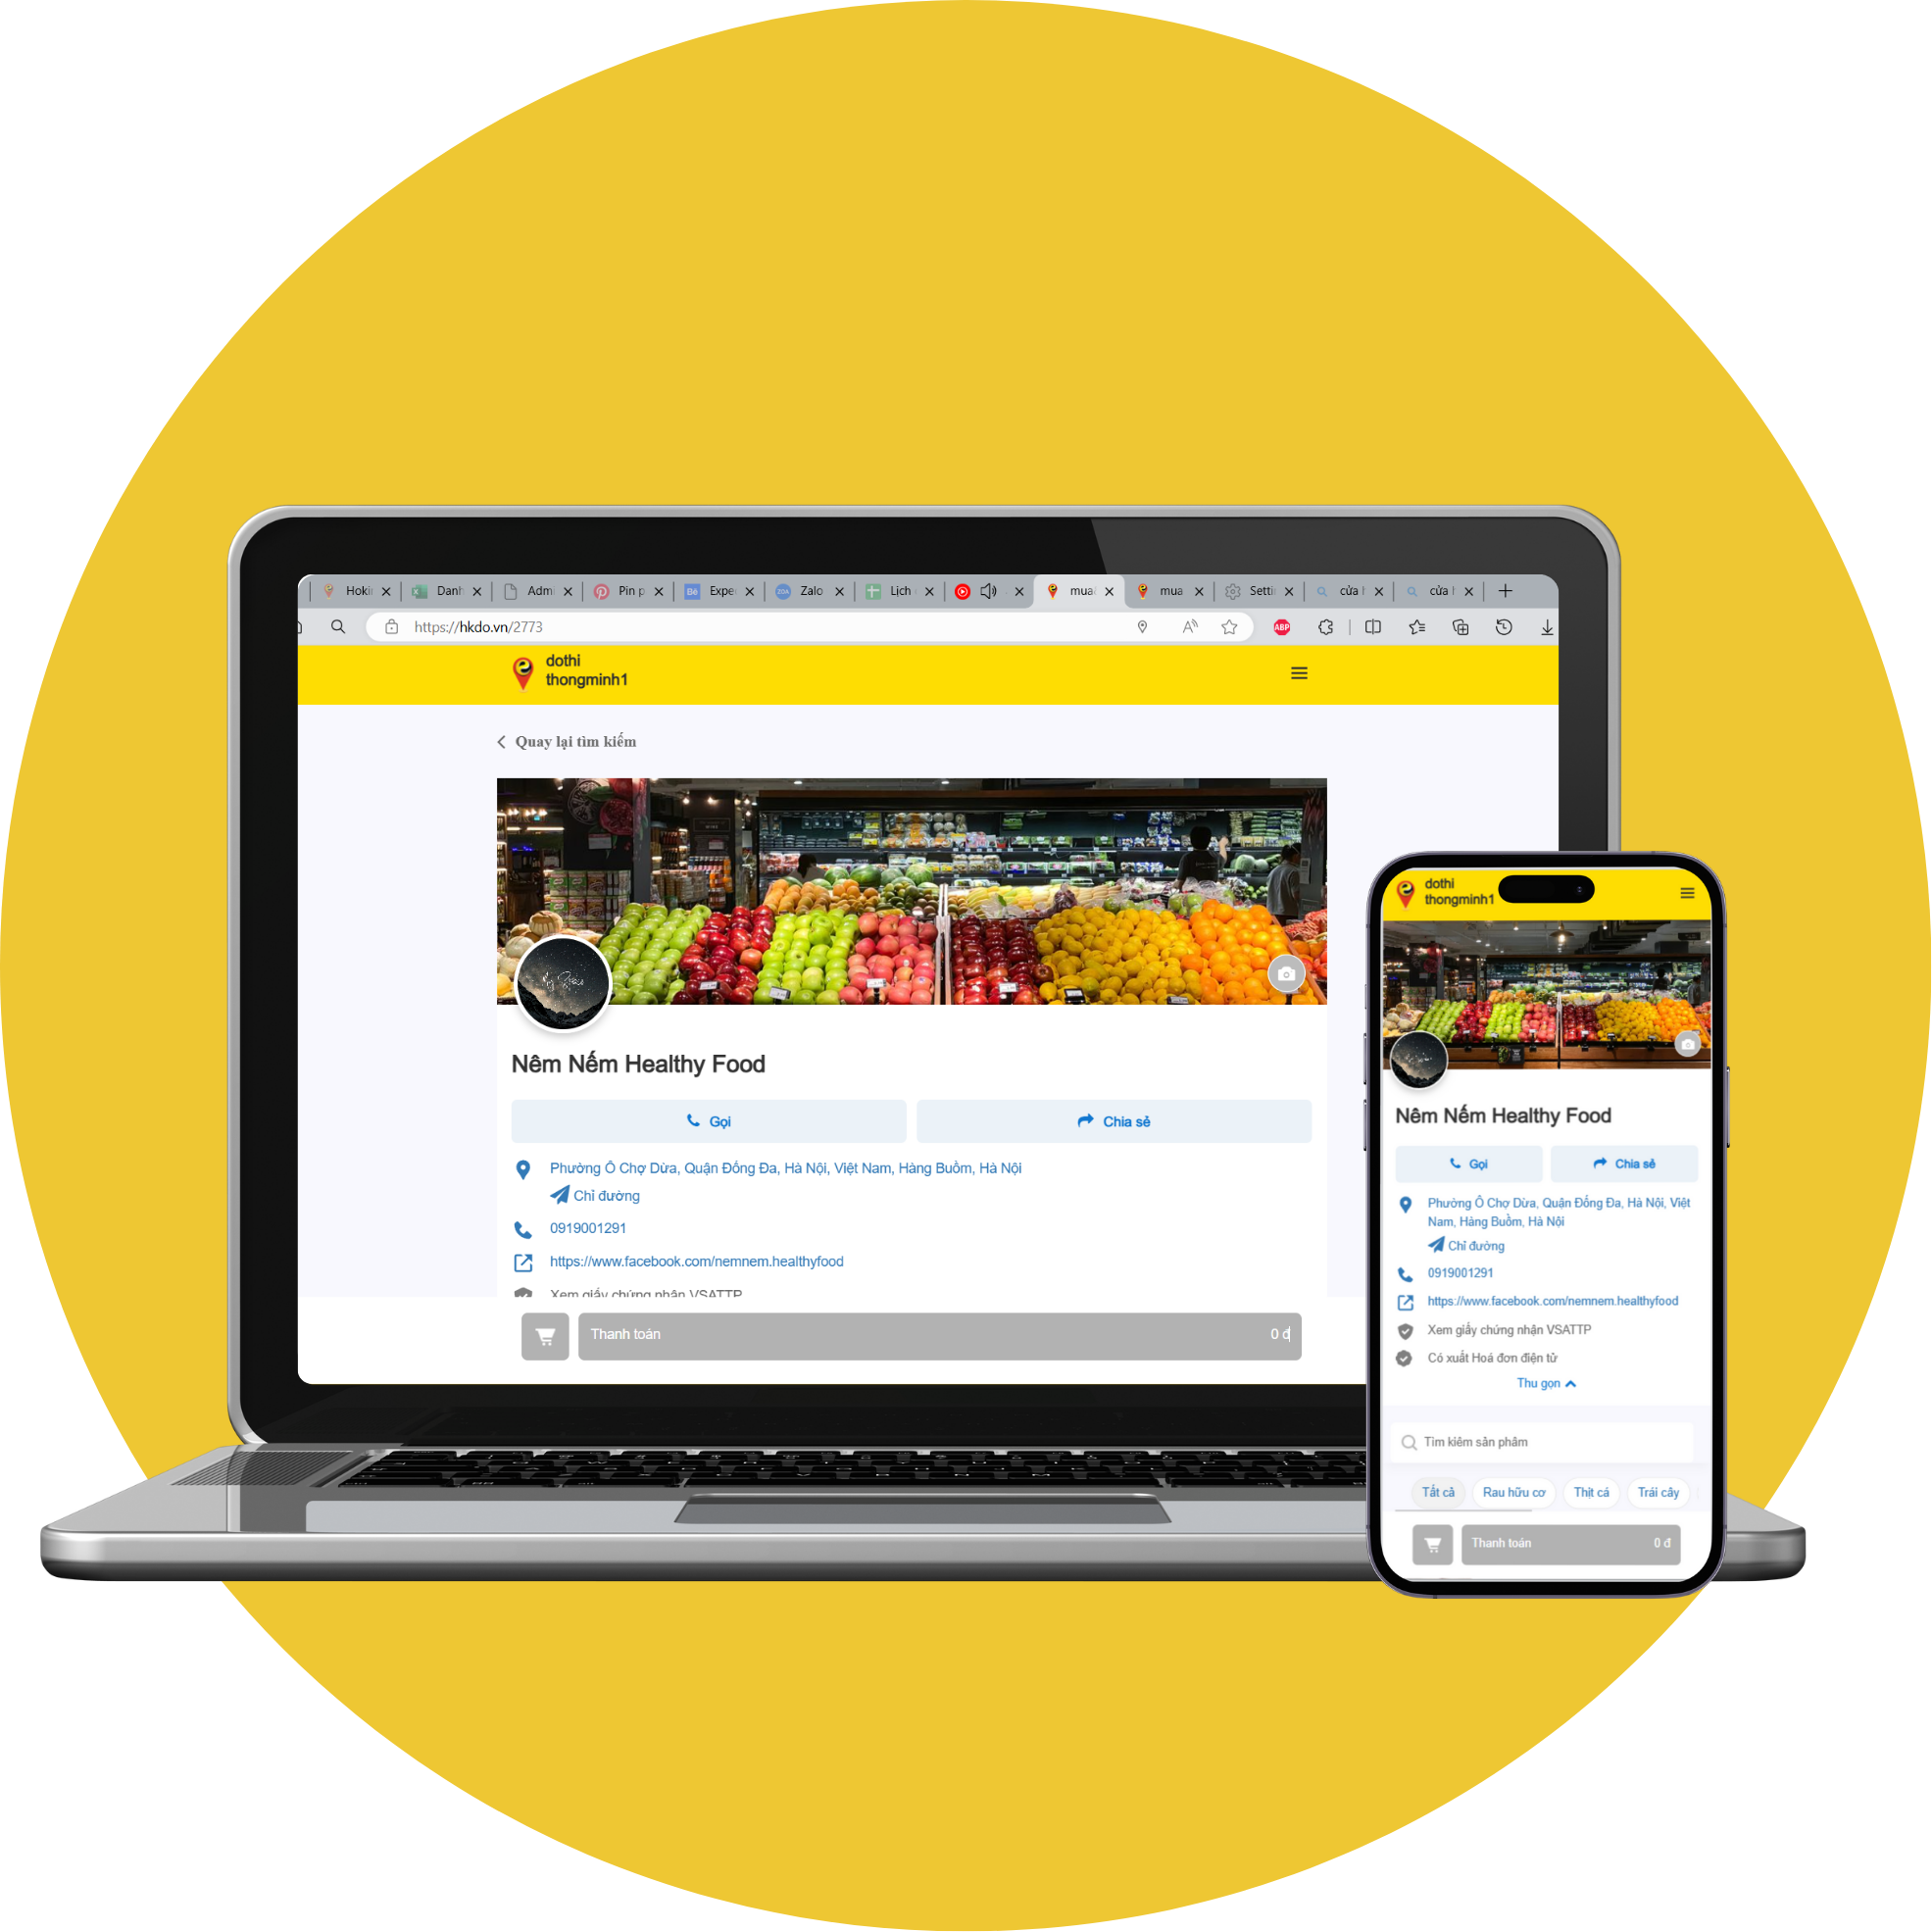 Hokin
Danh
Admi
Pin p
Expe
Zalo
Lịch
mua
mua
Setti
cửa h
cửa h
https://hkdo.vn/2773
ABP
dothi
thongminh1
Quay lại tìm kiếm
Nêm Nếm Healthy Food
Gọi
Chia sẻ
Phường Ô Chợ Dừa, Quận Đống Đa, Hà Nội, Việt Nam, Hàng Buồm, Hà Nội
Chỉ đường
0919001291
https://www.facebook.com/nemnem.healthyfood
Xem giấy chứng nhận VSATTP
Thanh toán 0 đ
dothi
thongminh1
Nêm Nếm Healthy Food
Gọi
Chia sẻ
Phường Ô Chợ Dừa, Quận Đống Đa, Hà Nội, Việt
Nam, Hàng Buồm, Hà Nội
Chỉ đường
0919001291
https://www.facebook.com/nemnem.healthyfood
Xem giấy chứng nhận VSATTP
Có xuất Hoá đơn điện tử
Thu gọn
Tìm kiếm sản phẩm
Tất cả
Rau hữu cơ
Thịt cá
Trái cây
Thanh toán 0 đ